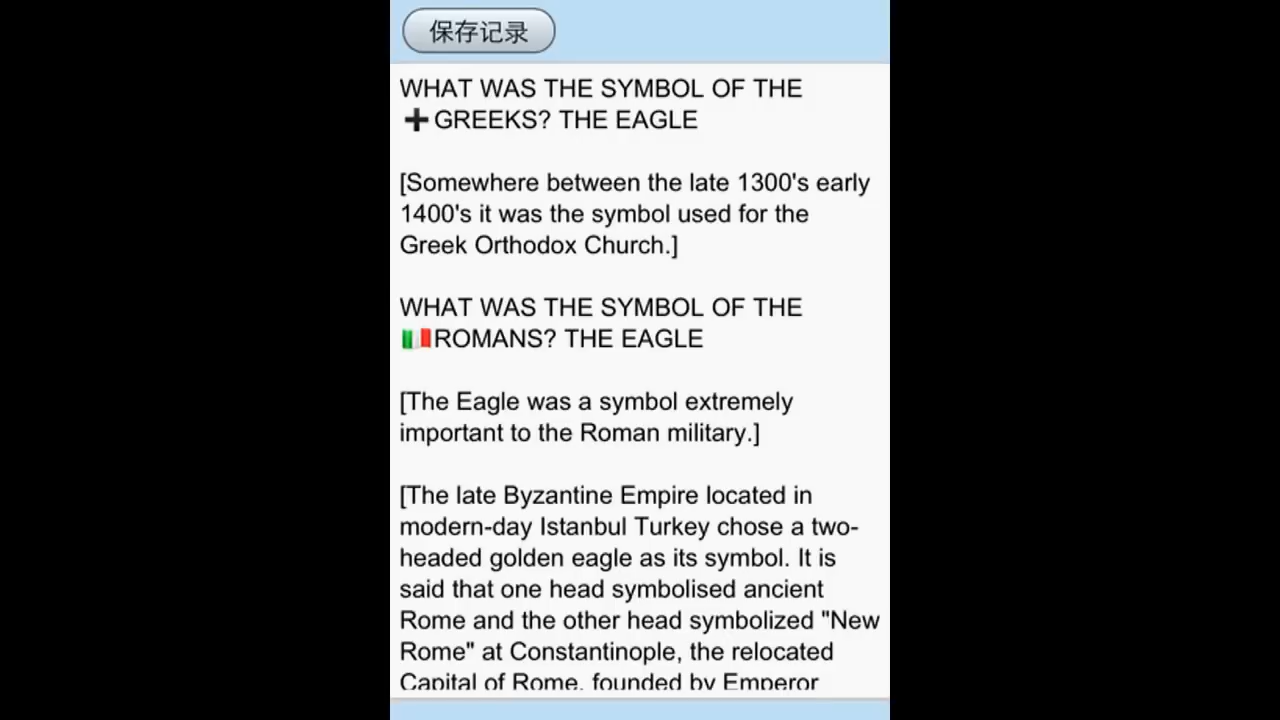 保存记录
WHAT WAS THE SYMBOL OF THE
➕GREEKS? THE EAGLE
[Somewhere between the late 1300's early
1400's it was the symbol used for the
Greek Orthodox Church.]
WHAT WAS THE SYMBOL OF THE
🇮🇹ROMANS? THE EAGLE
[The Eagle was a symbol extremely
important to the Roman military.]
[The late Byzantine Empire located in
modern-day Istanbul Turkey chose a two-
headed golden eagle as its symbol. It is
said that one head symbolised ancient
Rome and the other head symbolized "New
Rome" at Constantinople, the relocated
Capital of Rome, founded by Emperor